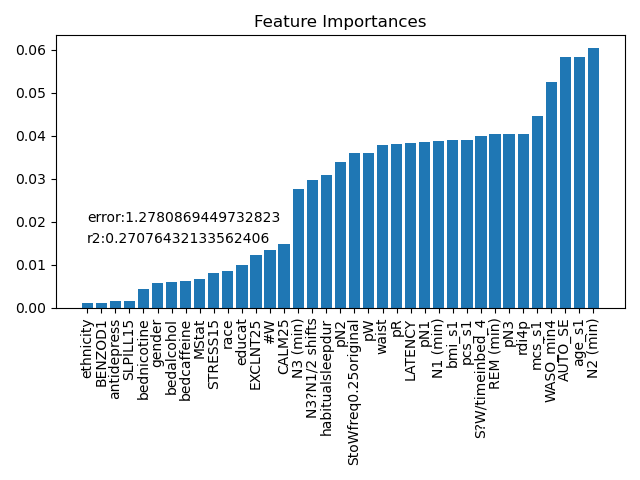 Feature Importances
0.06
0.05
0.04
0.03
0.02
0.01
0.00
error:1.2780869449732823
r2:0.27076432133562406
ethnicity
BENZOD1
antidepress
SLPILL15
bednicotine
gender
bedalcohol
bedcaffeine
MStat
STRESS15
race
educat
EXCLNT25
#W
CALM25
N3 (min)
N3?N1/2 shifts
habitualsleepdur
pN2
StoWfreq0.25original
pW
waist
pR
LATENCY
pN1
N1 (min)
bmi_s1
pcs_s1
S?W/timeinbed_4
REM (min)
pN3
rdi4p
mcs_s1
WASO_min4
AUTO_SE
age_s1
N2 (min)